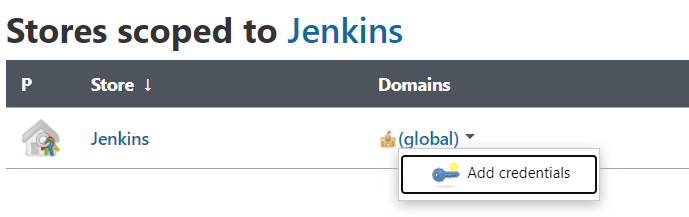 Stores scoped to Jenkins
P Store ↓ Domains
Jenkins (global)
Add credentials